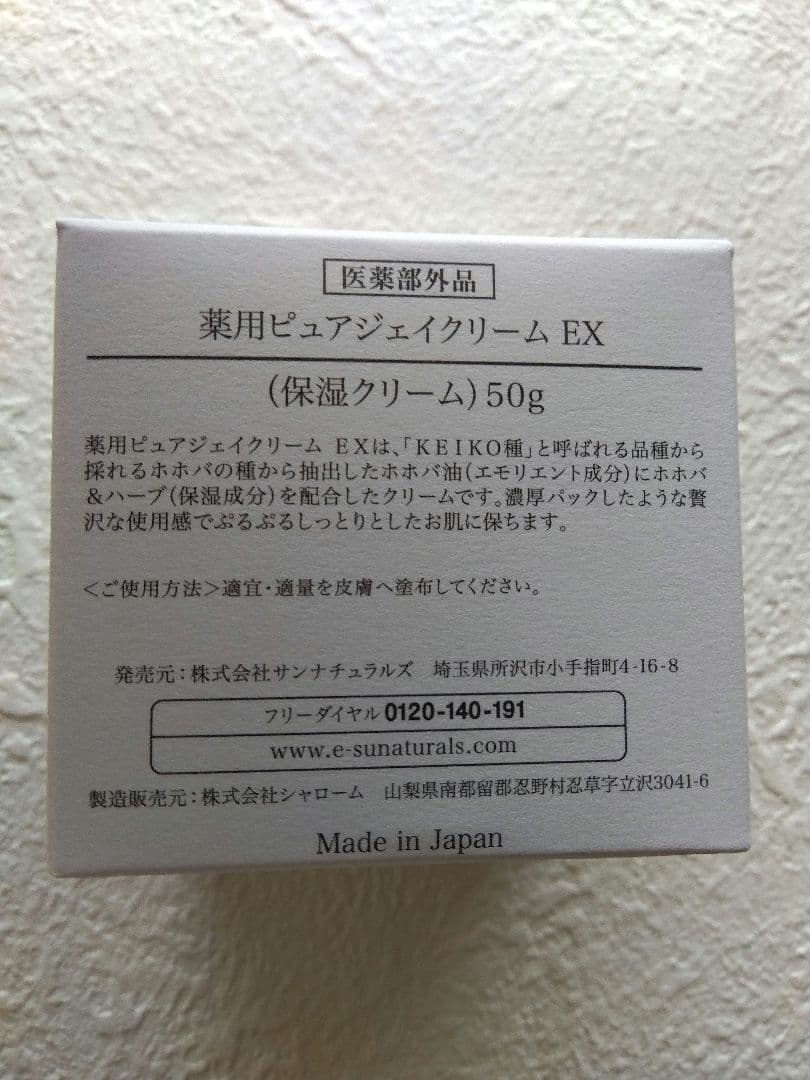 医薬部外品
薬用ピュアジェイクリーム EX
(保湿クリーム)50g
薬用ピュアジェイクリーム EXは、「KEIKO種」と呼ばれる品種から
採れるホホバの種から抽出したホホバ油(エモリエント成分)にホホバ
＆ハーブ(保湿成分)を配合したクリームです。濃厚パックしたような贅
沢な使用感でぷるぷるしっとりとしたお肌に保ちます。
＜ご使用方法＞適宜・適量を皮膚へ塗布してください。
発売元：株式会社サンナチュラルズ　埼玉県所沢市小手指町4-16-8
フリーダイヤル 0120-140-191
www.e-sunaturals.com
製造販売元：株式会社シャローム　山梨県南都留郡忍野村忍草字立沢3041-6
Made in Japan